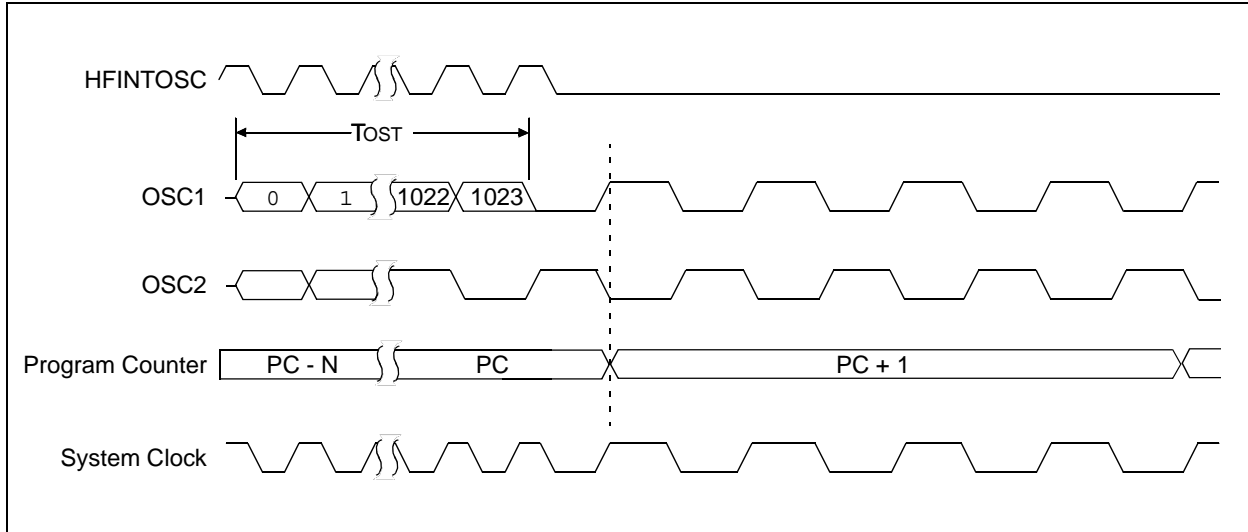 HFINTOSC
TOST
OSC1 0 1 1022 1023
OSC2
Program Counter PC - N PC PC + 1
System Clock